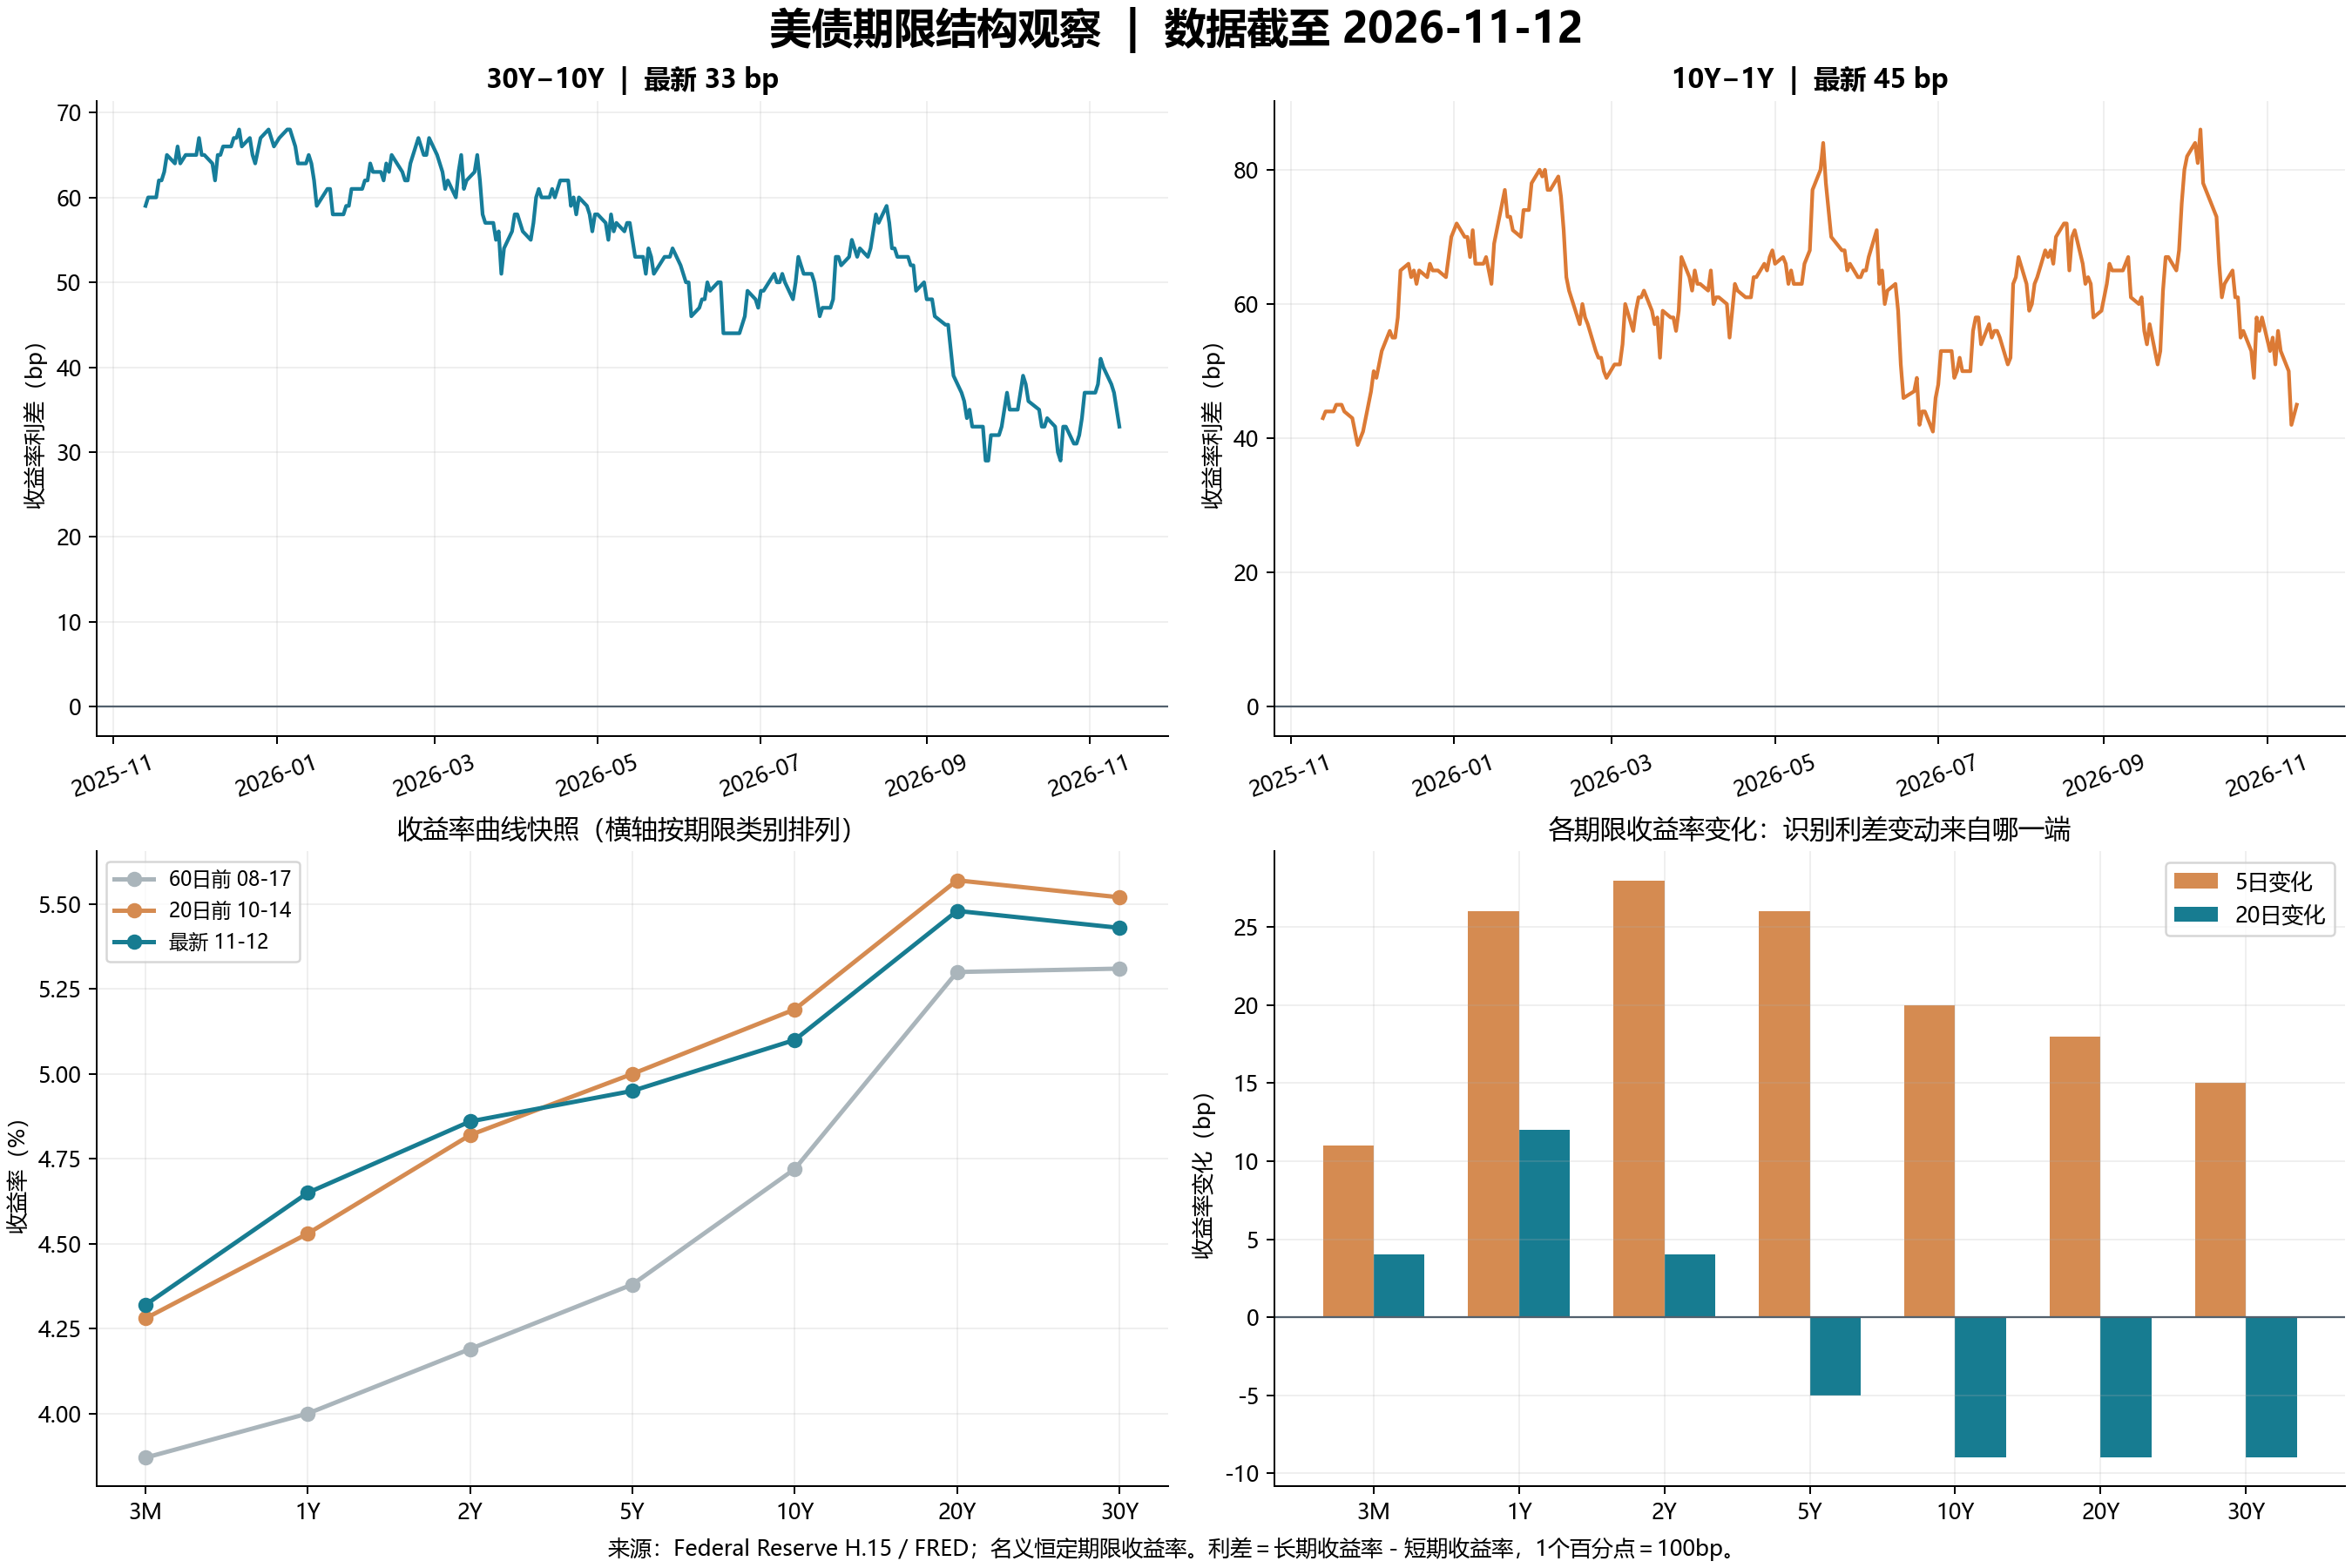 美债期限结构观察 | 数据截至 2026-11-12
30Y−10Y | 最新 33 bp
收益率利差（bp）
70
60
50
40
30
20
10
0
2025-11
2026-01
2026-03
2026-05
2026-07
2026-09
2026-11
10Y−1Y | 最新 45 bp
收益率利差（bp）
80
60
40
20
0
2025-11
2026-01
2026-03
2026-05
2026-07
2026-09
2026-11
收益率曲线快照（横轴按期限类别排列）
收益率（%）
60日前 08-17
20日前 10-14
最新 11-12
5.50
5.25
5.00
4.75
4.50
4.25
4.00
3M
1Y
2Y
5Y
10Y
20Y
30Y
各期限收益率变化：识别利差变动来自哪一端
收益率变化（bp）
5日变化
20日变化
25
20
15
10
5
0
-5
-10
3M
1Y
2Y
5Y
10Y
20Y
30Y
来源：Federal Reserve H.15 / FRED；名义恒定期限收益率。利差＝长期收益率 - 短期收益率，1个百分点＝100bp。